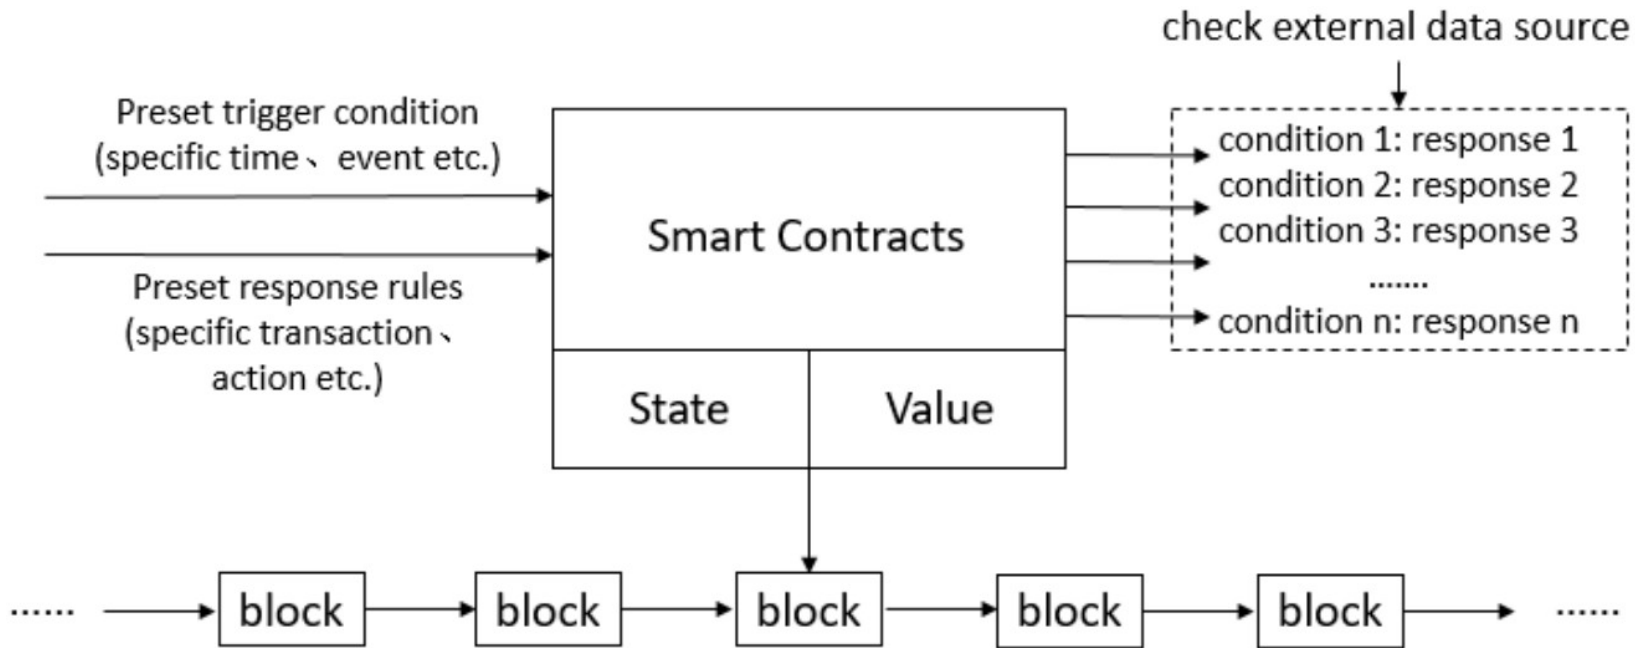 check external data source
Preset trigger condition
(specific time、 event etc.)
Preset response rules
(specific transaction、
action etc.)
Smart Contracts
State
Value
condition 1: response 1
condition 2: response 2
condition 3: response 3
.......
condition n: response n
......
block
block
block
block
block
......